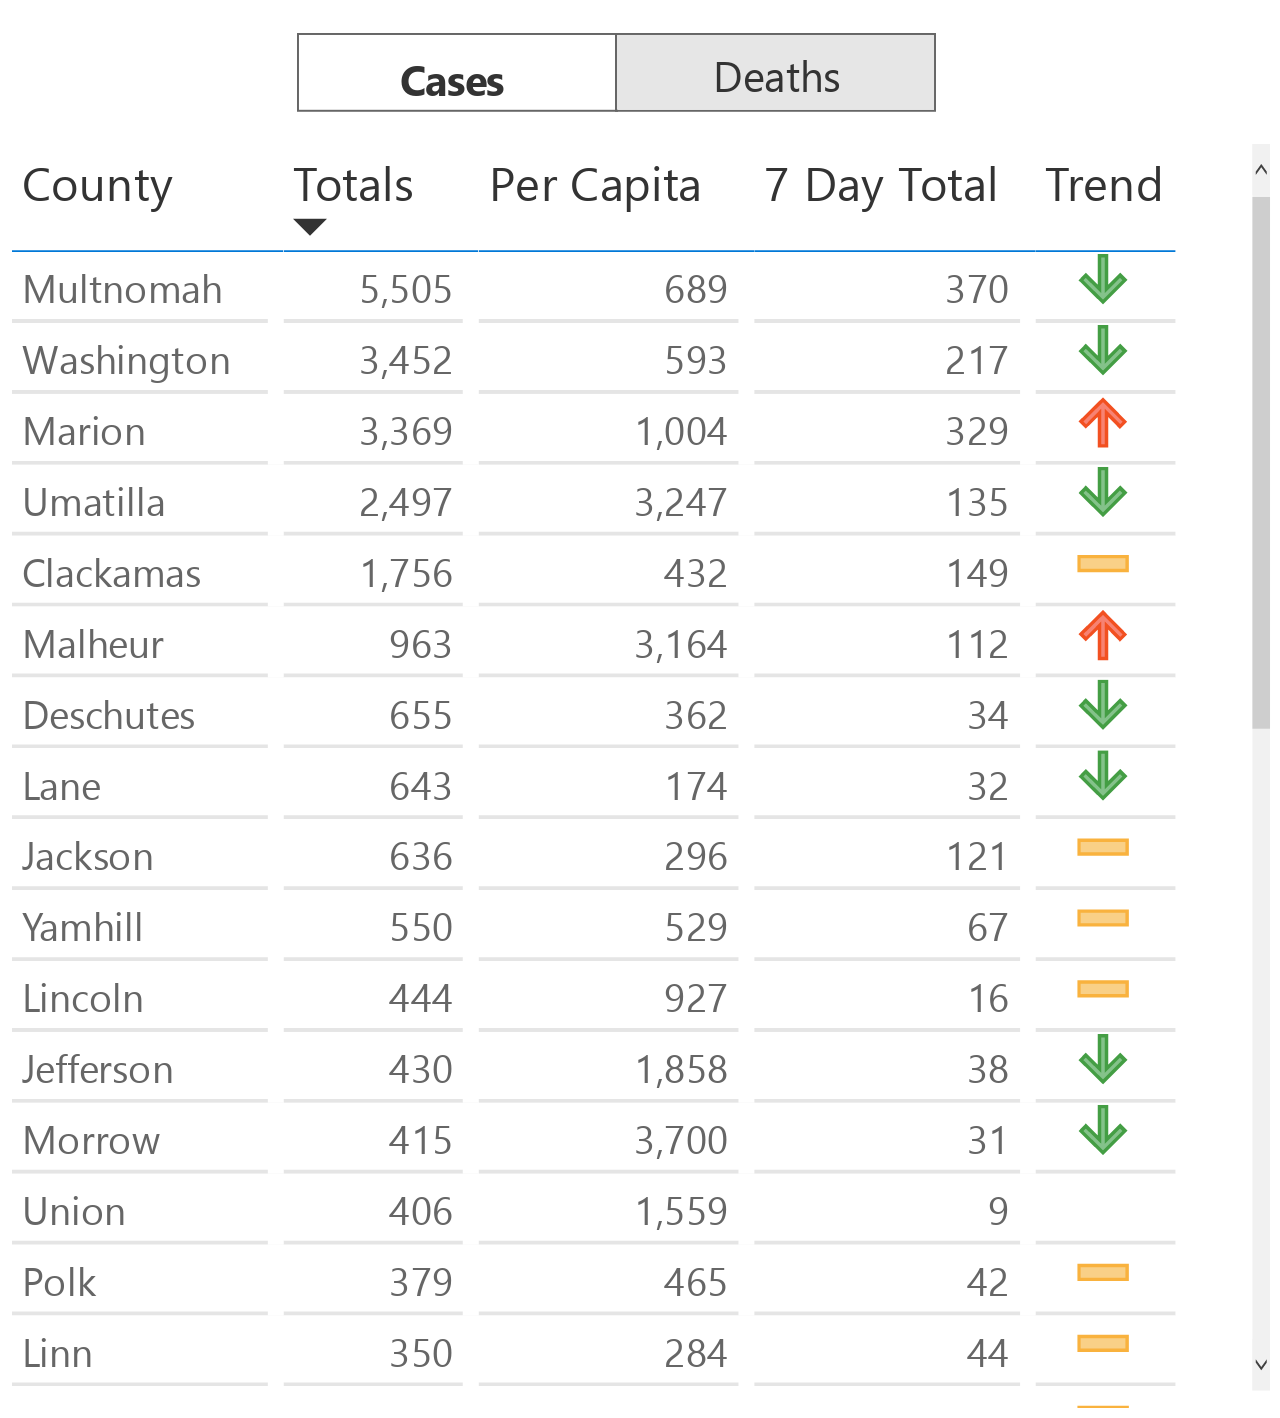 Cases Deaths
County Totals Per Capita 7 Day Total Trend
Multnomah 5,505 689 370
Washington 3,452 593 217
Marion 3,369 1,004 329
Umatilla 2,497 3,247 135
Clackamas 1,756 432 149
Malheur 963 3,164 112
Deschutes 655 362 34
Lane 643 174 32
Jackson 636 296 121
Yamhill 550 529 67
Lincoln 444 927 16
Jefferson 430 1,858 38
Morrow 415 3,700 31
Union 406 1,559 9
Polk 379 465 42
Linn 350 284 44